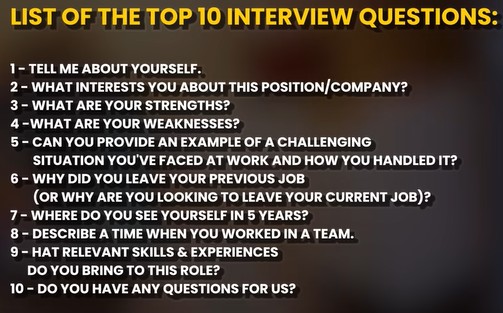 LIST OF THE TOP 10 INTERVIEW QUESTIONS:
1 - TELL ME ABOUT YOURSELF.
2 - WHAT INTERESTS YOU ABOUT THIS POSITION/COMPANY?
3 - WHAT ARE YOUR STRENGTHS?
4 -WHAT ARE YOUR WEAKNESSES?
5 - CAN YOU PROVIDE AN EXAMPLE OF A CHALLENGING
SITUATION YOU'VE FACED AT WORK AND HOW YOU HANDLED IT?
6 - WHY DID YOU LEAVE YOUR PREVIOUS JOB
(OR WHY ARE YOU LOOKING TO LEAVE YOUR CURRENT JOB)?
7 - WHERE DO YOU SEE YOURSELF IN 5 YEARS?
8 - DESCRIBE A TIME WHEN YOU WORKED IN A TEAM.
9 - HAT RELEVANT SKILLS & EXPERIENCES
DO YOU BRING TO THIS ROLE?
10 - DO YOU HAVE ANY QUESTIONS FOR US?